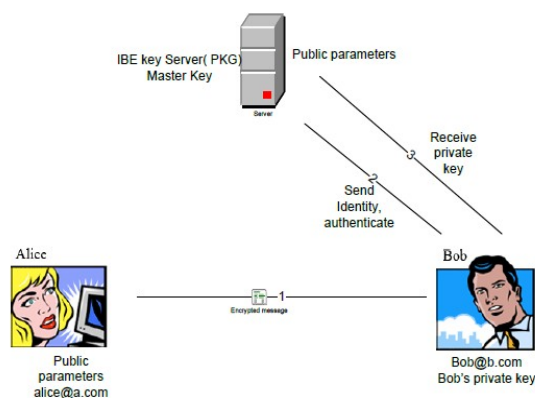 IBE key Server( PKG)
Master Key
Public parameters
Server
Receive
private
key
3
2
Send
Identity,
authenticate
Alice
Bob
1
Encrypted message
Public
parameters
alice@a.com
Bob@b.com
Bob's private key